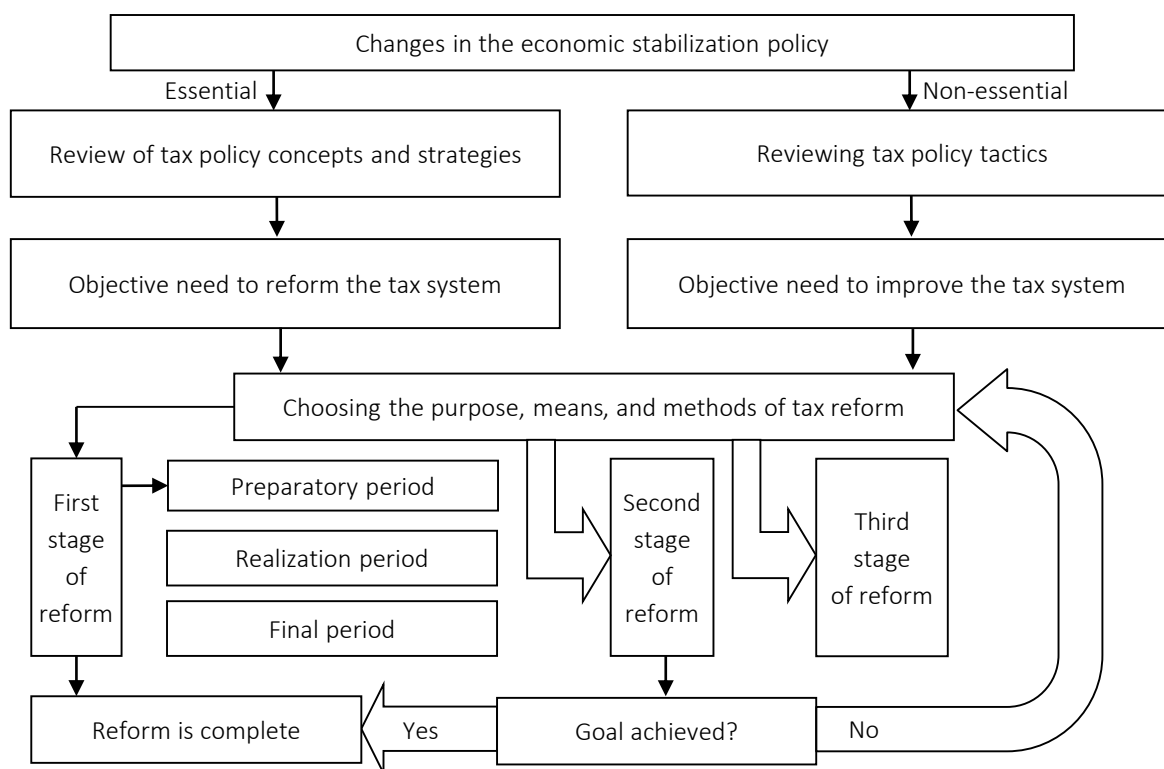 Changes in the economic stabilization policy
Essential
Non-essential
Review of tax policy concepts and strategies
Reviewing tax policy tactics
Objective need to reform the tax system
Objective need to improve the tax system
Choosing the purpose, means, and methods of tax reform
First
stage
of
reform
Preparatory period
Realization period
Final period
Second
stage
of
reform
Third
stage
of reform
Reform is complete
Yes
Goal achieved?
No